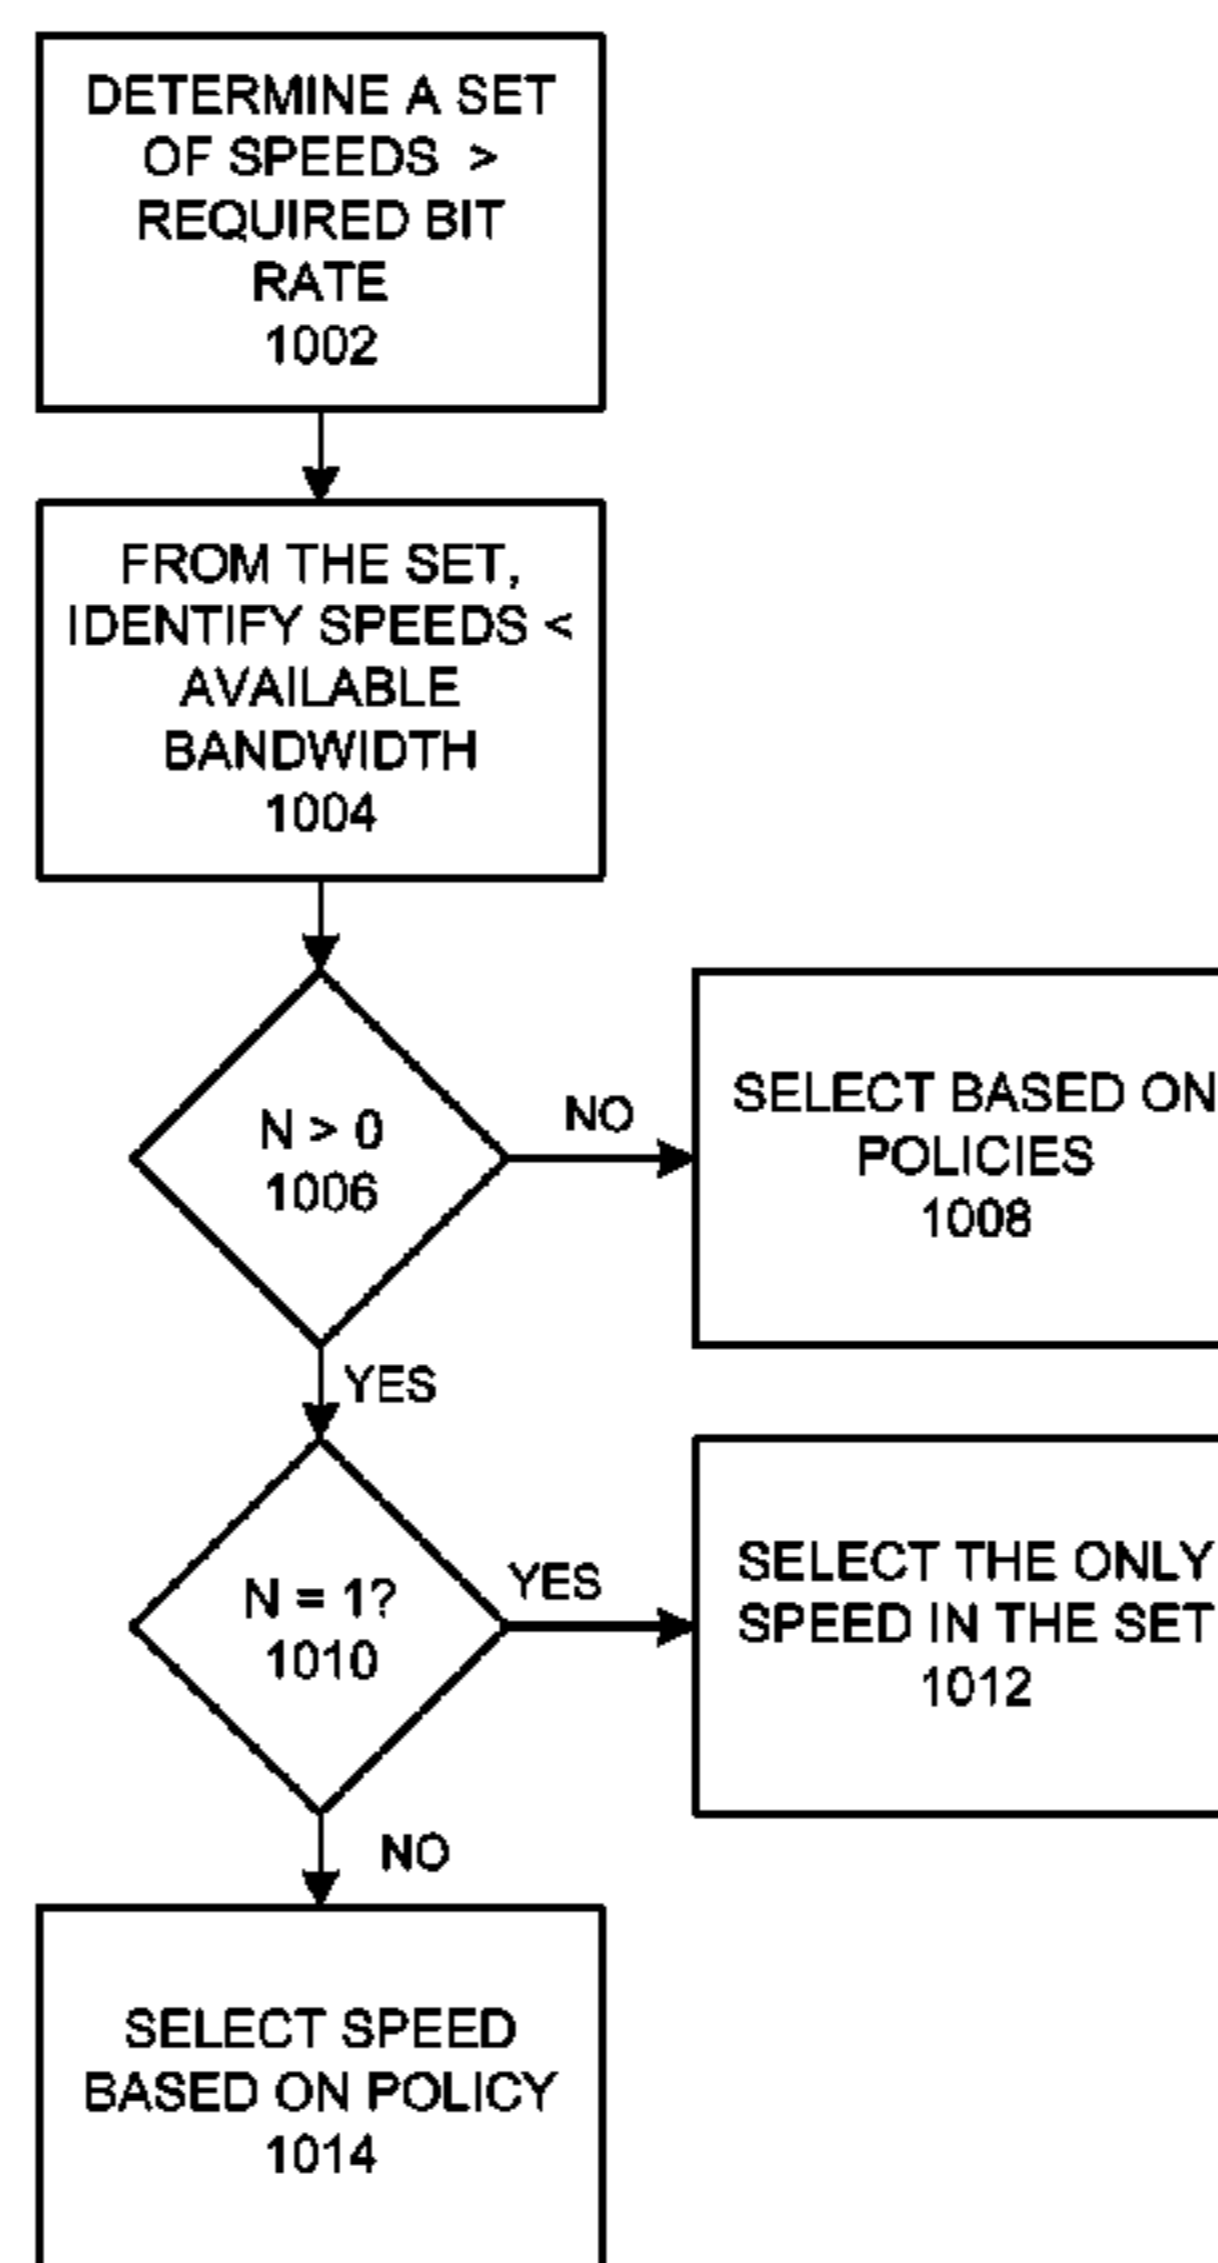 DETERMINE A SET
OF SPEEDS >
REQUIRED BIT
RATE
1002
FROM THE SET,
IDENTIFY SPEEDS <
AVAILABLE
BANDWIDTH
1004
N > 0
1006
NO
SELECT BASED ON
POLICIES
1008
YES
N = 1?
1010
YES
SELECT THE ONLY
SPEED IN THE SET
1012
NO
SELECT SPEED
BASED ON POLICY
1014